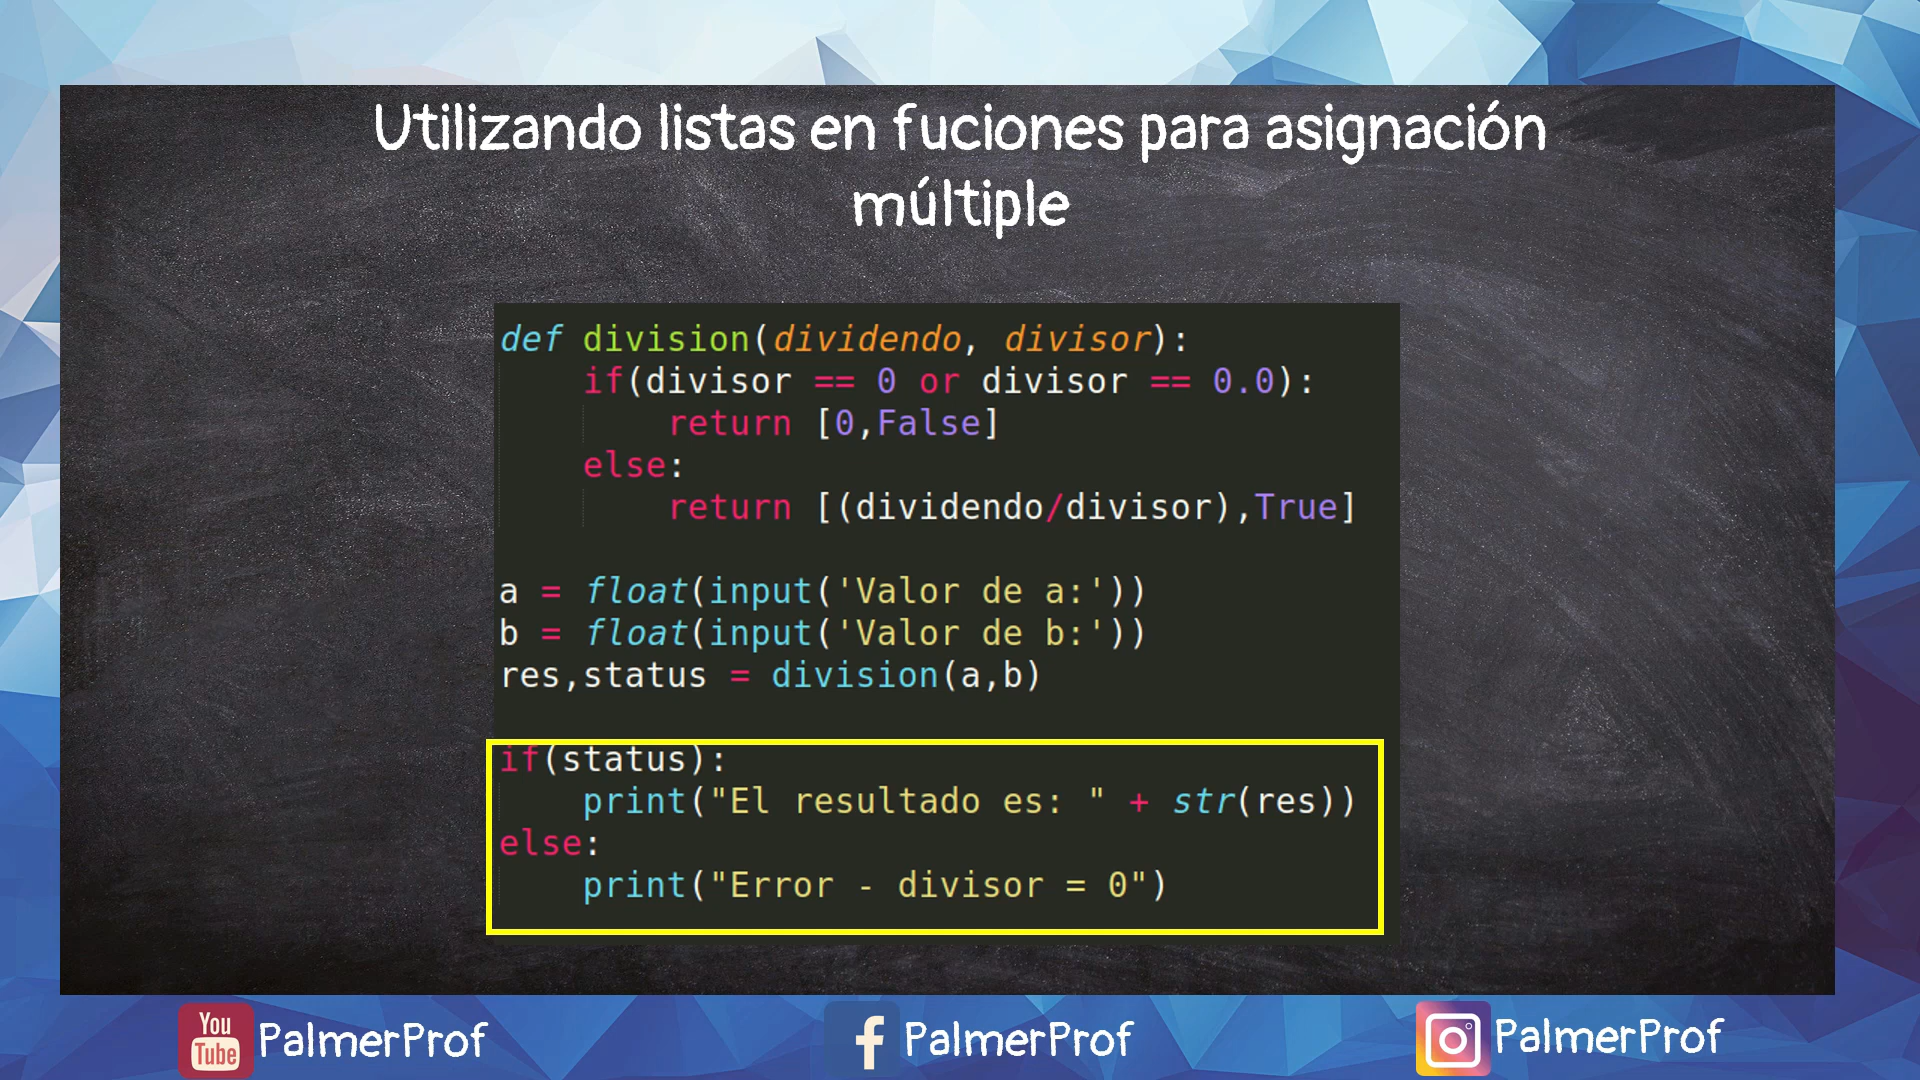 Utilizando listas en fuciones para asignación
múltiple
def division(dividendo, divisor):
    if(divisor == 0 or divisor == 0.0):
        return [0,False]
    else:
        return [(dividendo/divisor),True]
a = float(input('Valor de a:'))
b = float(input('Valor de b:'))
res,status = division(a,b)
if(status):
    print("El resultado es: " + str(res))
else:
    print("Error - divisor = 0")
You
Tube PalmerProf
f PalmerProf
PalmerProf